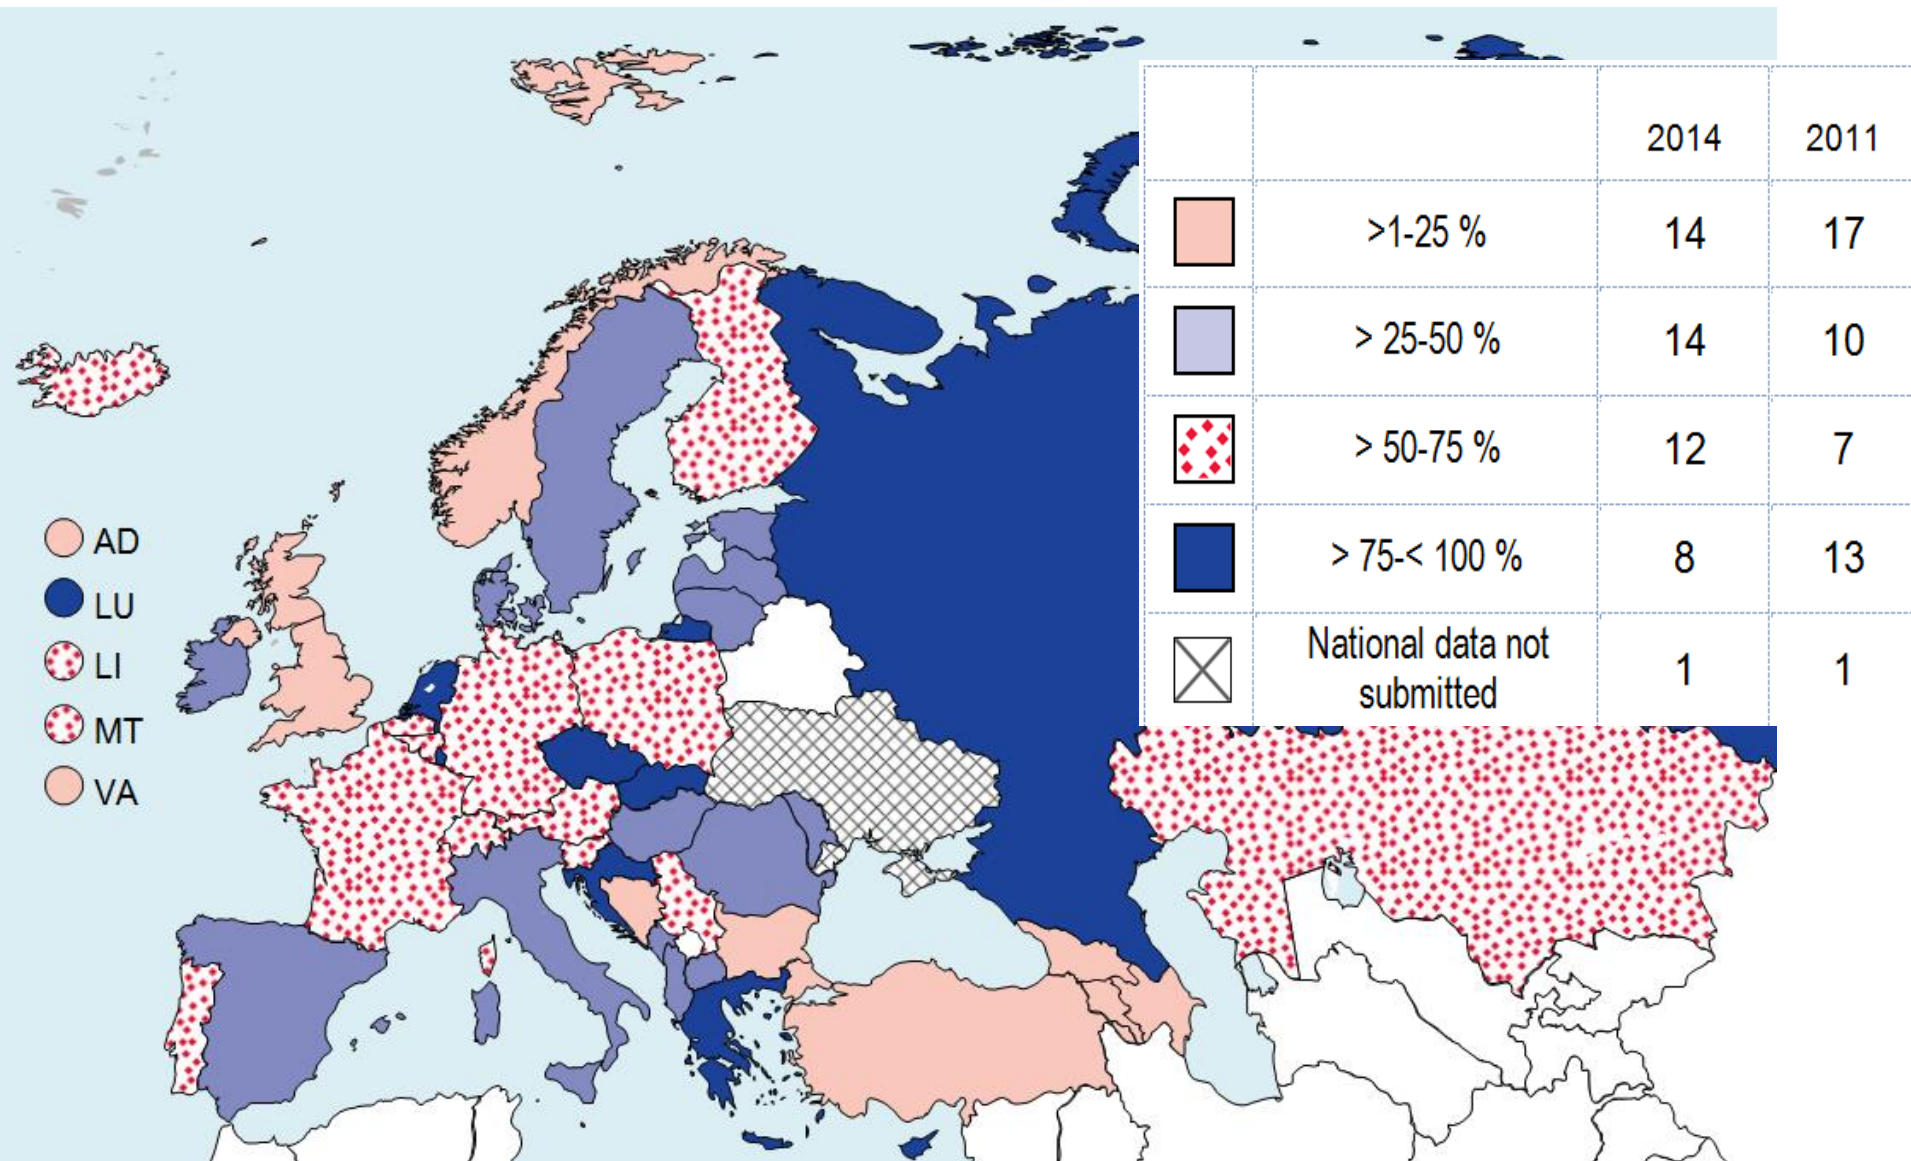 2014 2011
>1-25 % 14 17
> 25-50 % 14 10
> 50-75 % 12 7
> 75-< 100 % 8 13
National data not
submitted 1 1
AD
LU
LI
MT
VA